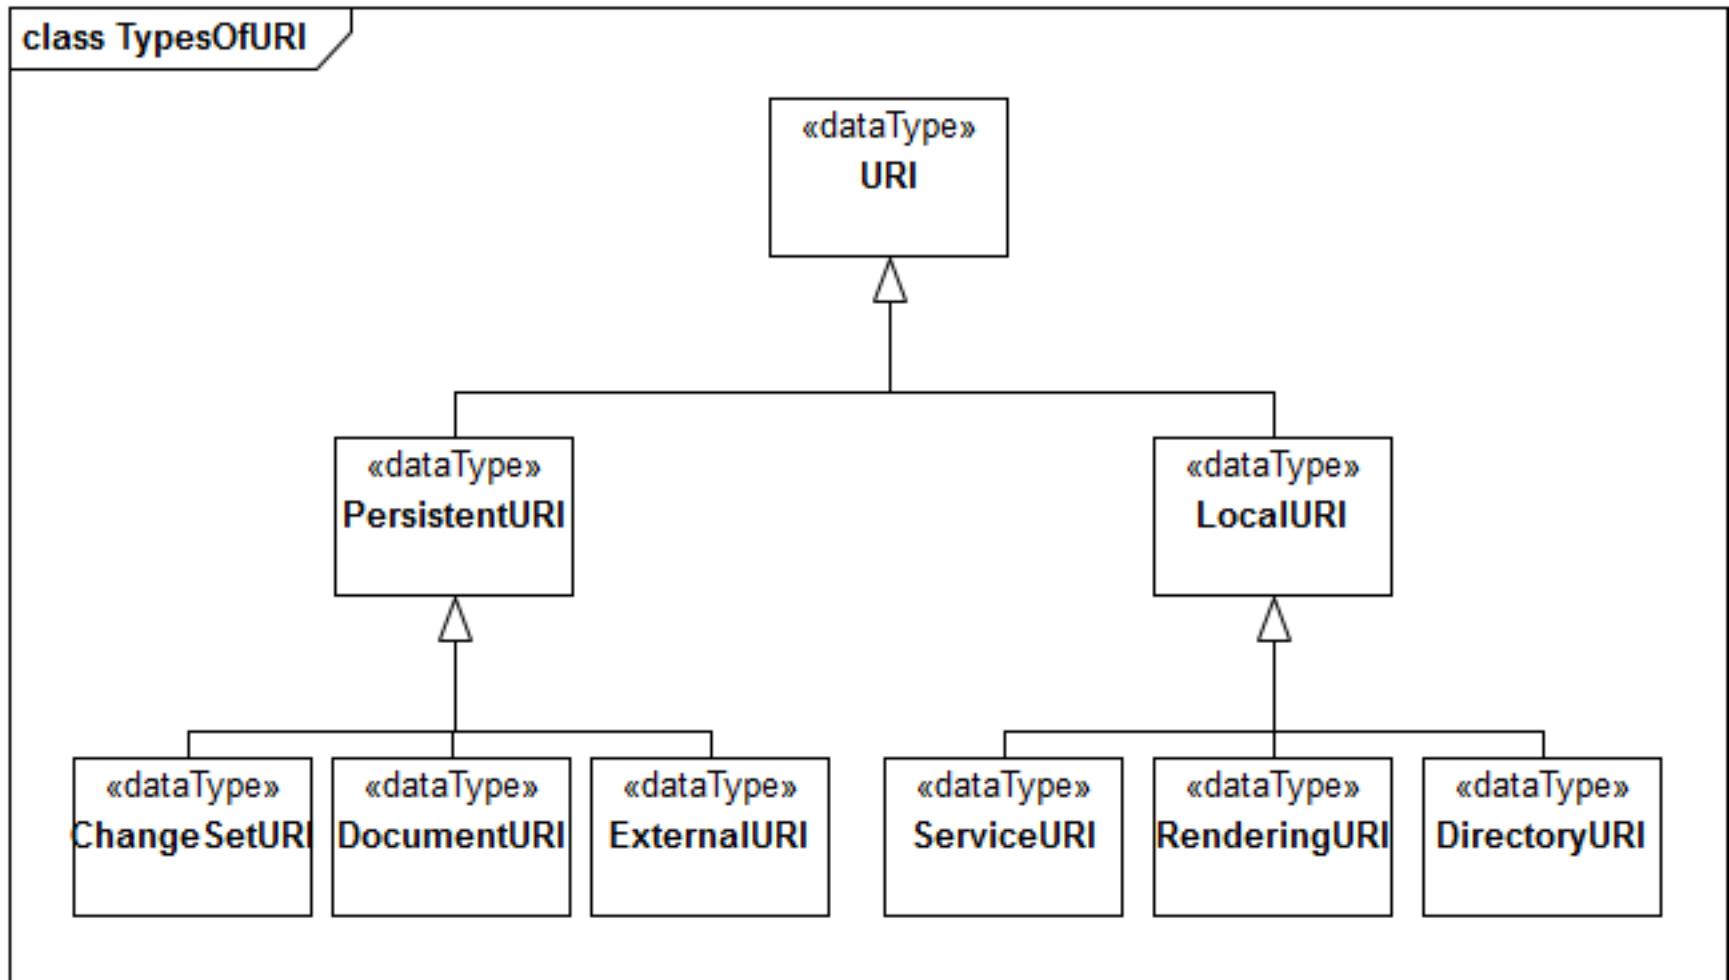 class TypesOfURI
«dataType»
URI
«dataType»
PersistentURI
«dataType»
LocalURI
«dataType»
ChangeSetURI
«dataType»
DocumentURI
«dataType»
ExternalURI
«dataType»
ServiceURI
«dataType»
RenderingURI
«dataType»
DirectoryURI